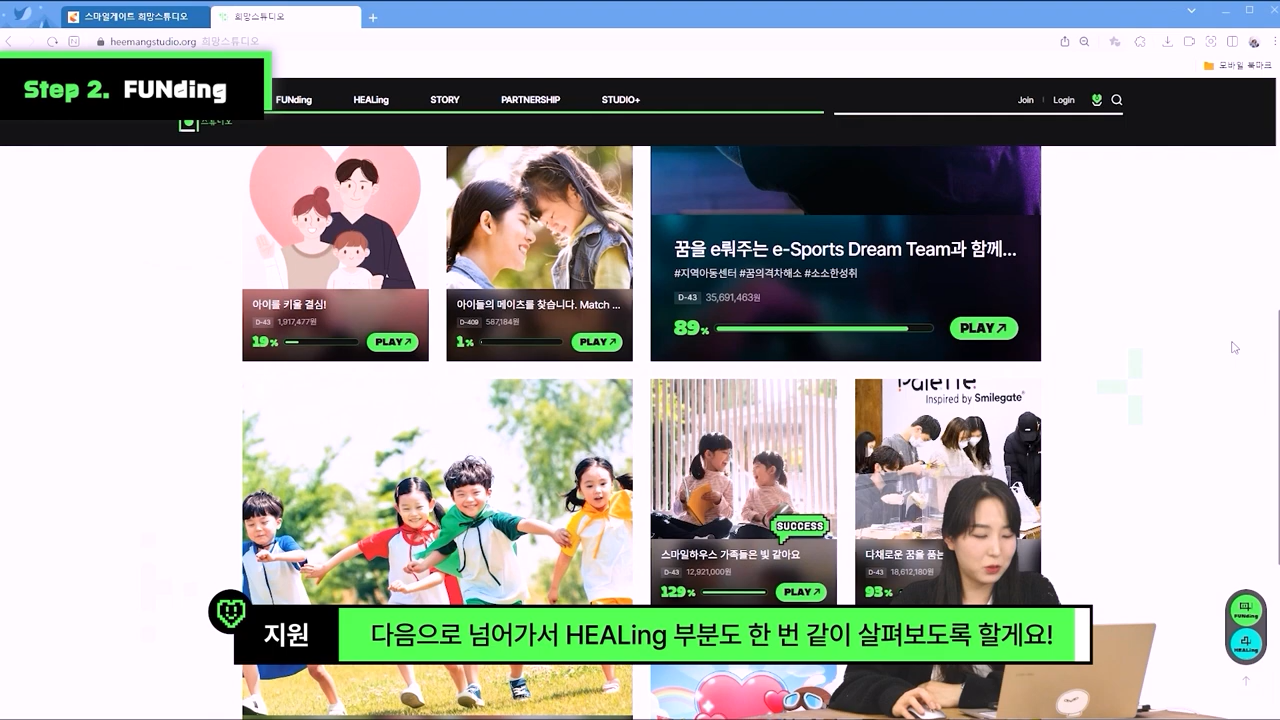 스마일게이트 희망스튜디오
희망스튜디오
heemangstudio.org 희망스튜디오
모바일 북마크
Step 2. FUNding
FUNding
HEALing
STORY
PARTNERSHIP
STUDIO+
Join
Login
스튜디오
아이를 키울 결심!
D-43 1,917,477원
19%
PLAY
아이들의 메이츠를 찾습니다. Match ...
D-409 587,184원
1%
PLAY
꿈을 e뤄주는 e-Sports Dream Team과 함께...
#지역아동센터 #꿈의격차해소 #소소한성취
D-43 35,691,463원
89%
PLAY
SUCCESS
스마일하우스 가족들은 빛 같아요
D-43 12,921,000원
129%
PLAY
Palette
Inspired by Smilegate
다채로운 꿈을 품는
D-43 18,612,180원
93%
FUNding
HEALing
지원
다음으로 넘어가서 HEALing 부분도 한 번 같이 살펴보도록 할게요!